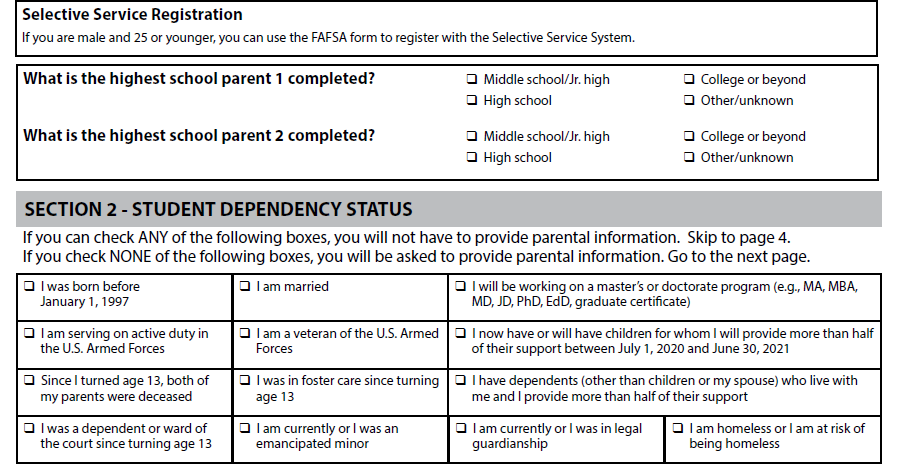 Selective Service Registration
If you are male and 25 or younger, you can use the FAFSA form to register with the Selective Service System.
What is the highest school parent 1 completed?
❑ Middle school/Jr. high
❑ College or beyond
❑ High school
❑ Other/unknown
What is the highest school parent 2 completed?
❑ Middle school/Jr. high
❑ College or beyond
❑ High school
❑ Other/unknown
SECTION 2 - STUDENT DEPENDENCY STATUS
If you can check ANY of the following boxes, you will not have to provide parental information. Skip to page 4.
If you check NONE of the following boxes, you will be asked to provide parental information. Go to the next page.
❑ I was born before
January 1, 1997
❑ I am married
❑ I will be working on a master's or doctorate program (e.g., MA, MBA,
MD, JD, PhD, EdD, graduate certificate)
❑ I am serving on active duty in
the U.S. Armed Forces
❑ I am a veteran of the U.S. Armed
Forces
❑ I now have or will have children for whom I will provide more than half
of their support between July 1, 2020 and June 30, 2021
❑ Since I turned age 13, both of
my parents were deceased
❑ I was in foster care since turning
age 13
❑ I have dependents (other than children or my spouse) who live with
me and I provide more than half of their support
❑ I was a dependent or ward of
the court since turning age 13
❑ I am currently or I was an
emancipated minor
❑ I am currently or I was in legal
guardianship
❑ I am homeless or I am at risk of
being homeless